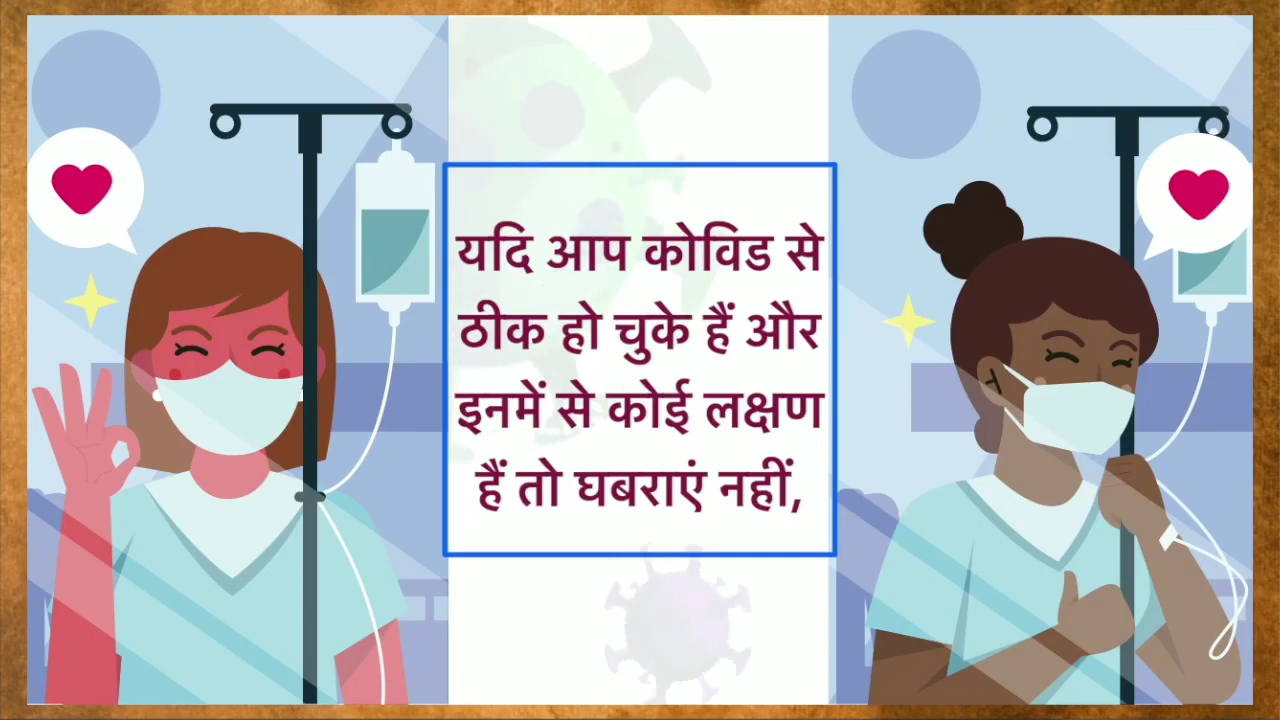 यदि आप कोविड से
ठीक हो चुके हैं और
इनमें से कोई लक्षण
हैं तो घबराएं नहीं,